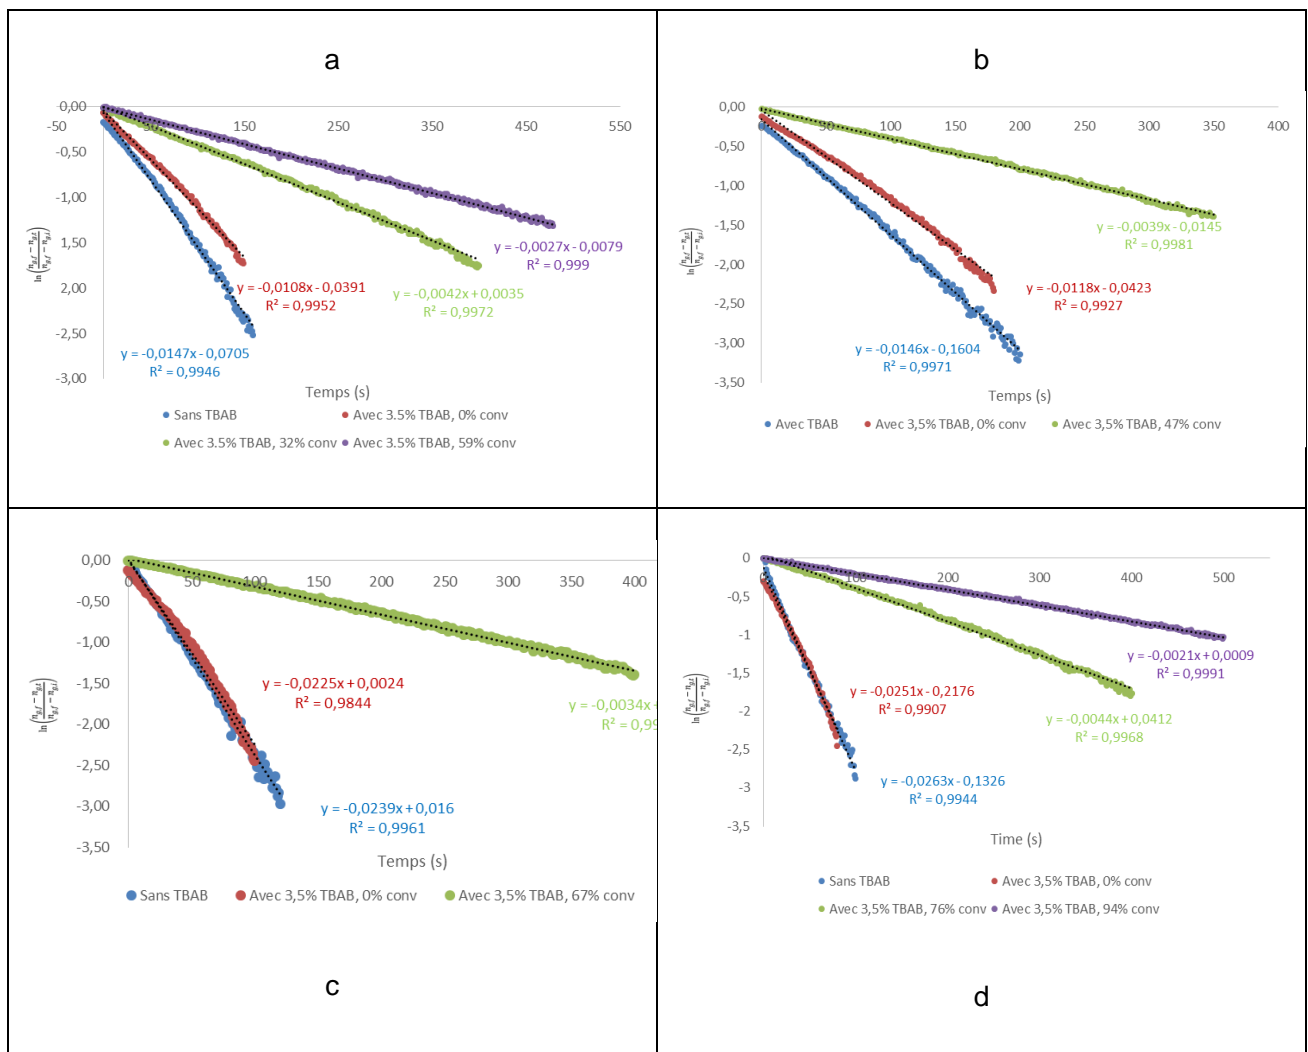 a
0,00
-50 50 150 250 350 450 550
-0,50
-1,00
1,50
2,00
-2,50
-3,00
y = -0,0027x - 0,0079
R² = 0,999
y = -0,0108x - 0,0391
R² = 0,9952
y = -0,0042x + 0,0035
R² = 0,9972
y = -0,0147x - 0,0705
R² = 0,9946
Temps (s)
Sans TBAB
Avec 3.5% TBAB, 0% conv
Avec 3.5% TBAB, 32% conv
Avec 3.5% TBAB, 59% conv
b
0,00
50 100 150 200 250 300 350 400
-0,50
-1,00
-1,50
-2,00
-2,50
-3,00
-3,50
y = -0,0039x - 0,0145
R² = 0,9981
y = -0,0118x - 0,0423
R² = 0,9927
y = -0,0146x - 0,1604
R² = 0,9971
Temps (s)
Avec TBAB
Avec 3,5% TBAB, 0% conv
Avec 3,5% TBAB, 47% conv
0,00
0 50 100 150 200 250 300 350 400
-0,50
-1,00
-1,50
-2,00
-2,50
-3,00
-3,50
y = -0,0225x + 0,0024
R² = 0,9844
y = -0,0034x +
R² = 0,99
y = -0,0239x + 0,016
R² = 0,9961
Temps (s)
Sans TBAB
Avec 3,5% TBAB, 0% conv
Avec 3,5% TBAB, 67% conv
c
0
100 200 300 400 500
-0,5
-1
-1,5
-2
-2,5
-3
-3,5
y = -0,0021x + 0,0009
R² = 0,9991
y = -0,0251x - 0,2176
R² = 0,9907
y = -0,0044x + 0,0412
R² = 0,9968
y = -0,0263x - 0,1326
R² = 0,9944
Time (s)
Sans TBAB
Avec 3,5% TBAB, 0% conv
Avec 3,5% TBAB, 76% conv
Avec 3,5% TBAB, 94% conv
d